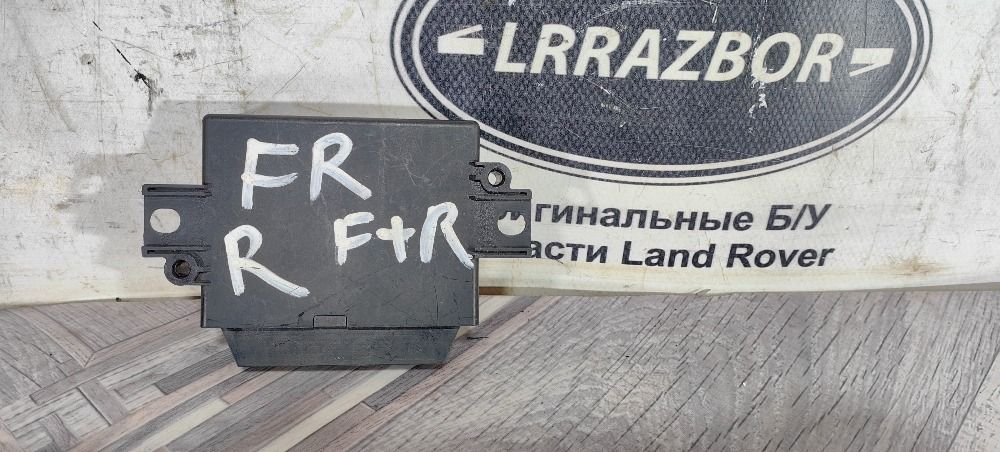 FR
R F+R
LRRAZBOR
гинальные Б/У
асти Land Rover